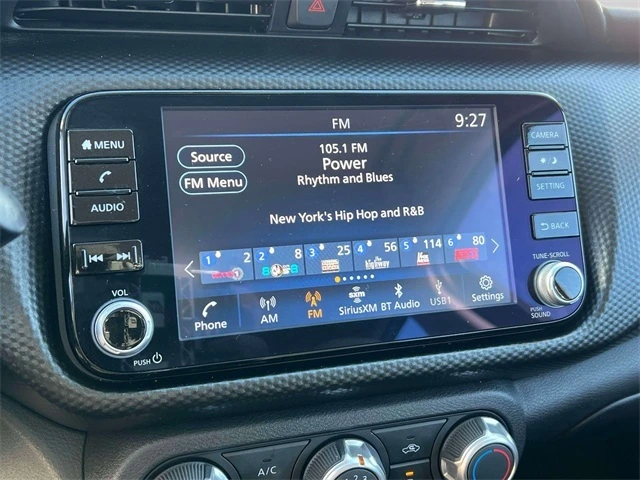 FM 9:27
MENU
AUDIO
VOL
PUSH
Source
FM Menu
105.1 FM
Power
Rhythm and Blues
New York's Hip Hop and R&B
1 2 2 8 3 25 4 56 5 114 6 80
Phone AM FM SiriusXM BT Audio USB1 Settings
sxm
CAMERA
SETTING
BACK
TUNE-SCROLL
PUSH
SOUND
A/C